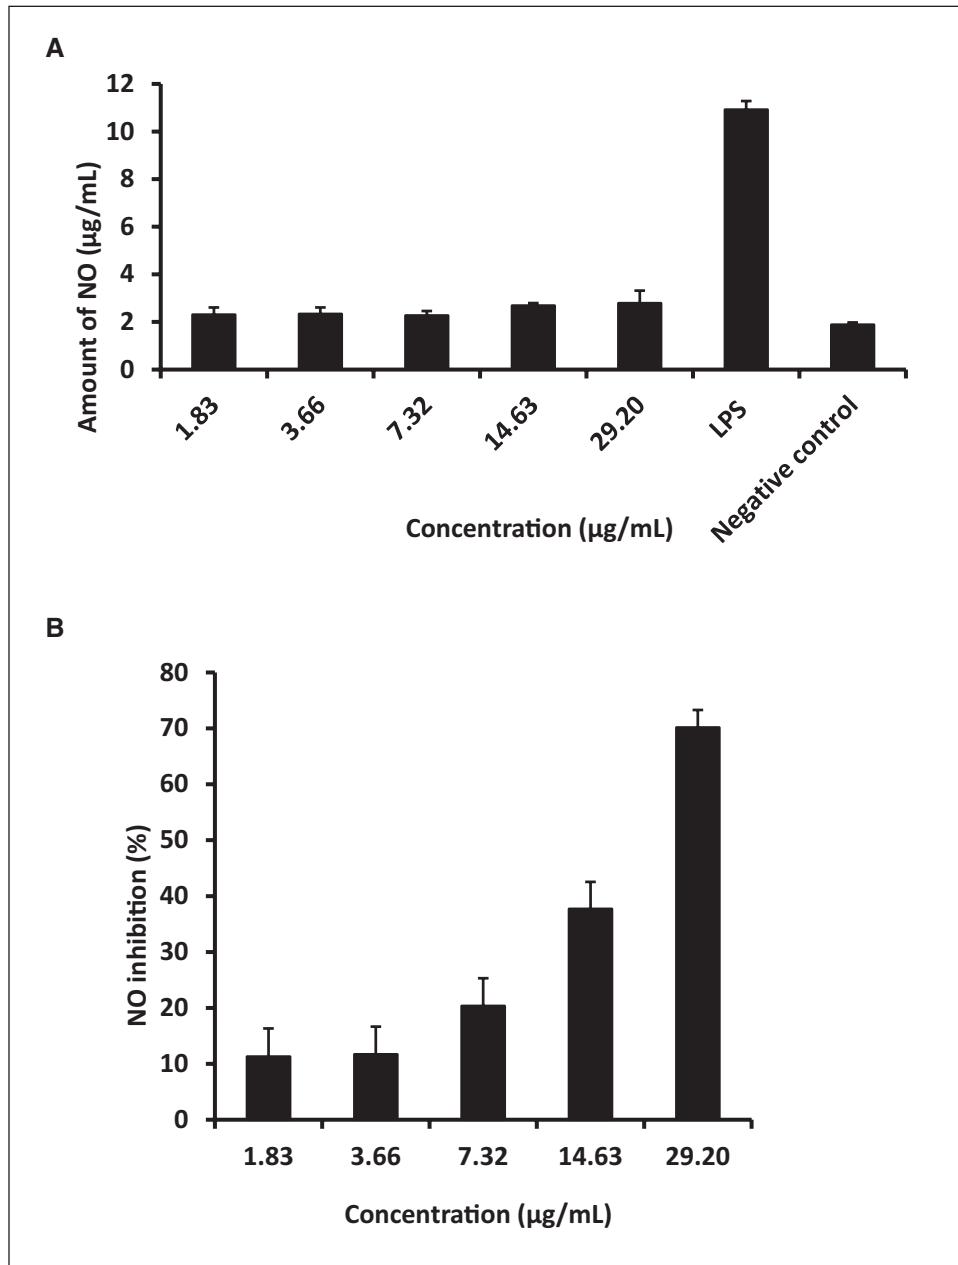 A
12
10
8
6
4
2
0
Amount of NO (µg/mL)
1.83
3.66
7.32
14.63
29.20
LPS
Negative control
Concentration (µg/mL)
B
80
70
60
50
40
30
20
10
0
NO inhibition (%)
1.83 3.66 7.32 14.63 29.20
Concentration (µg/mL)